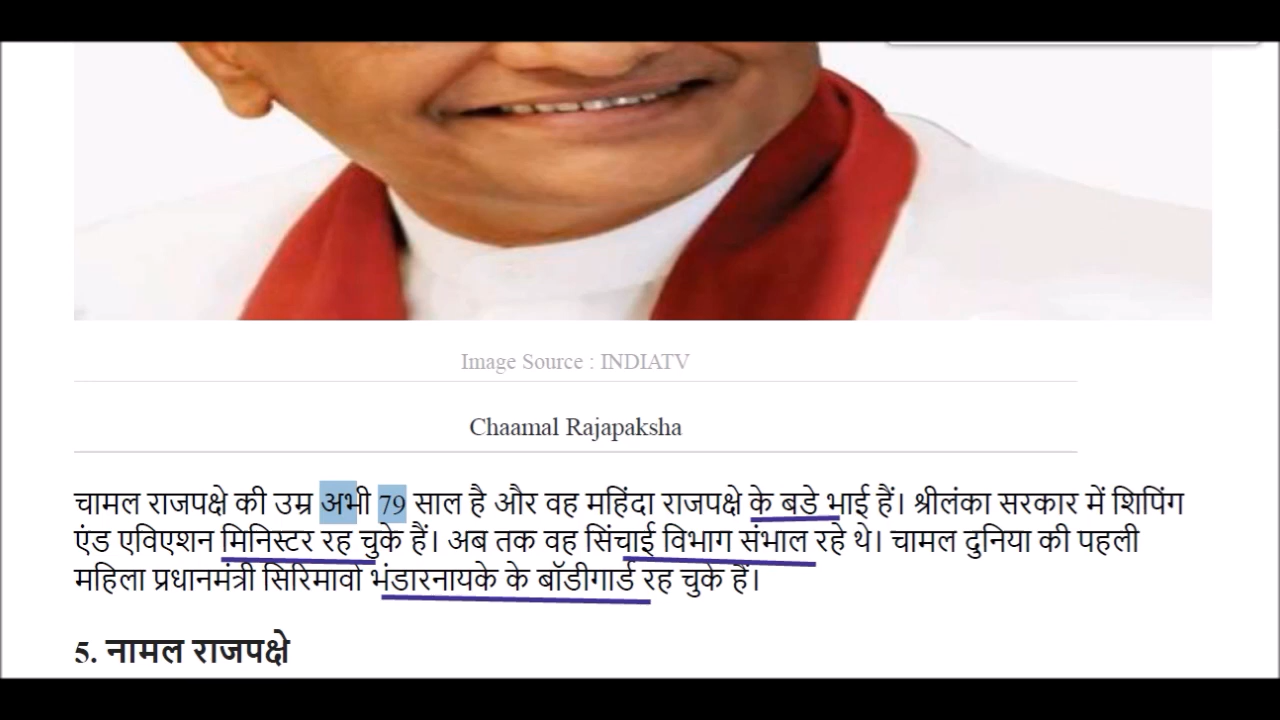 Image Source : INDIATV
Chaamal Rajapaksha
चामल राजपक्षे की उम्र अभी 79 साल है और वह महिंदा राजपक्षे के बड़े भाई हैं। श्रीलंका सरकार में शिपिंग
एंड एविएशन मिनिस्टर रह चुके हैं। अब तक वह सिंचाई विभाग संभाल रहे थे। चामल दुनिया की पहली
महिला प्रधानमंत्री सिरिमावो भंडारनायके के बॉडीगार्ड रह चुके हैं।
5. नामल राजपक्षे